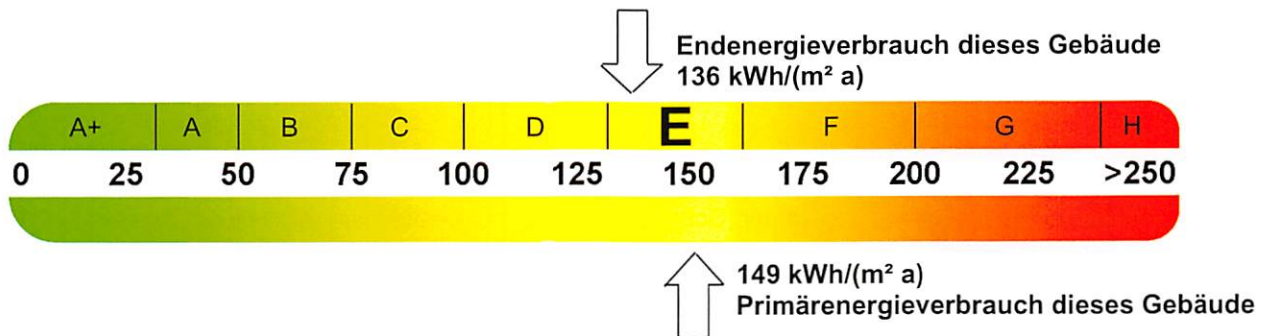 Endenergieverbrauch dieses Gebäude
136 kWh/(m² a)
A+ A B C D E F G H
0 25 50 75 100 125 150 175 200 225 >250
149 kWh/(m² a)
Primärenergieverbrauch dieses Gebäude